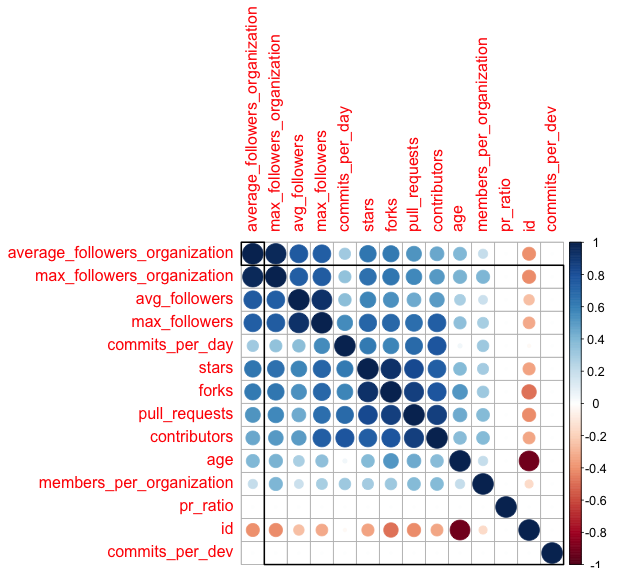 average_followers_organization
max_followers_organization
avg_followers
max_followers
commits_per_day
stars
forks
pull_requests
contributors
age
members_per_organization
pr_ratio
id
commits_per_dev
average_followers_organization
max_followers_organization
avg_followers
max_followers
commits_per_day
stars
forks
pull_requests
contributors
age
members_per_organization
pr_ratio
id
commits_per_dev
1
0.8
0.6
0.4
0.2
0
-0.2
-0.4
-0.6
-0.8
-1